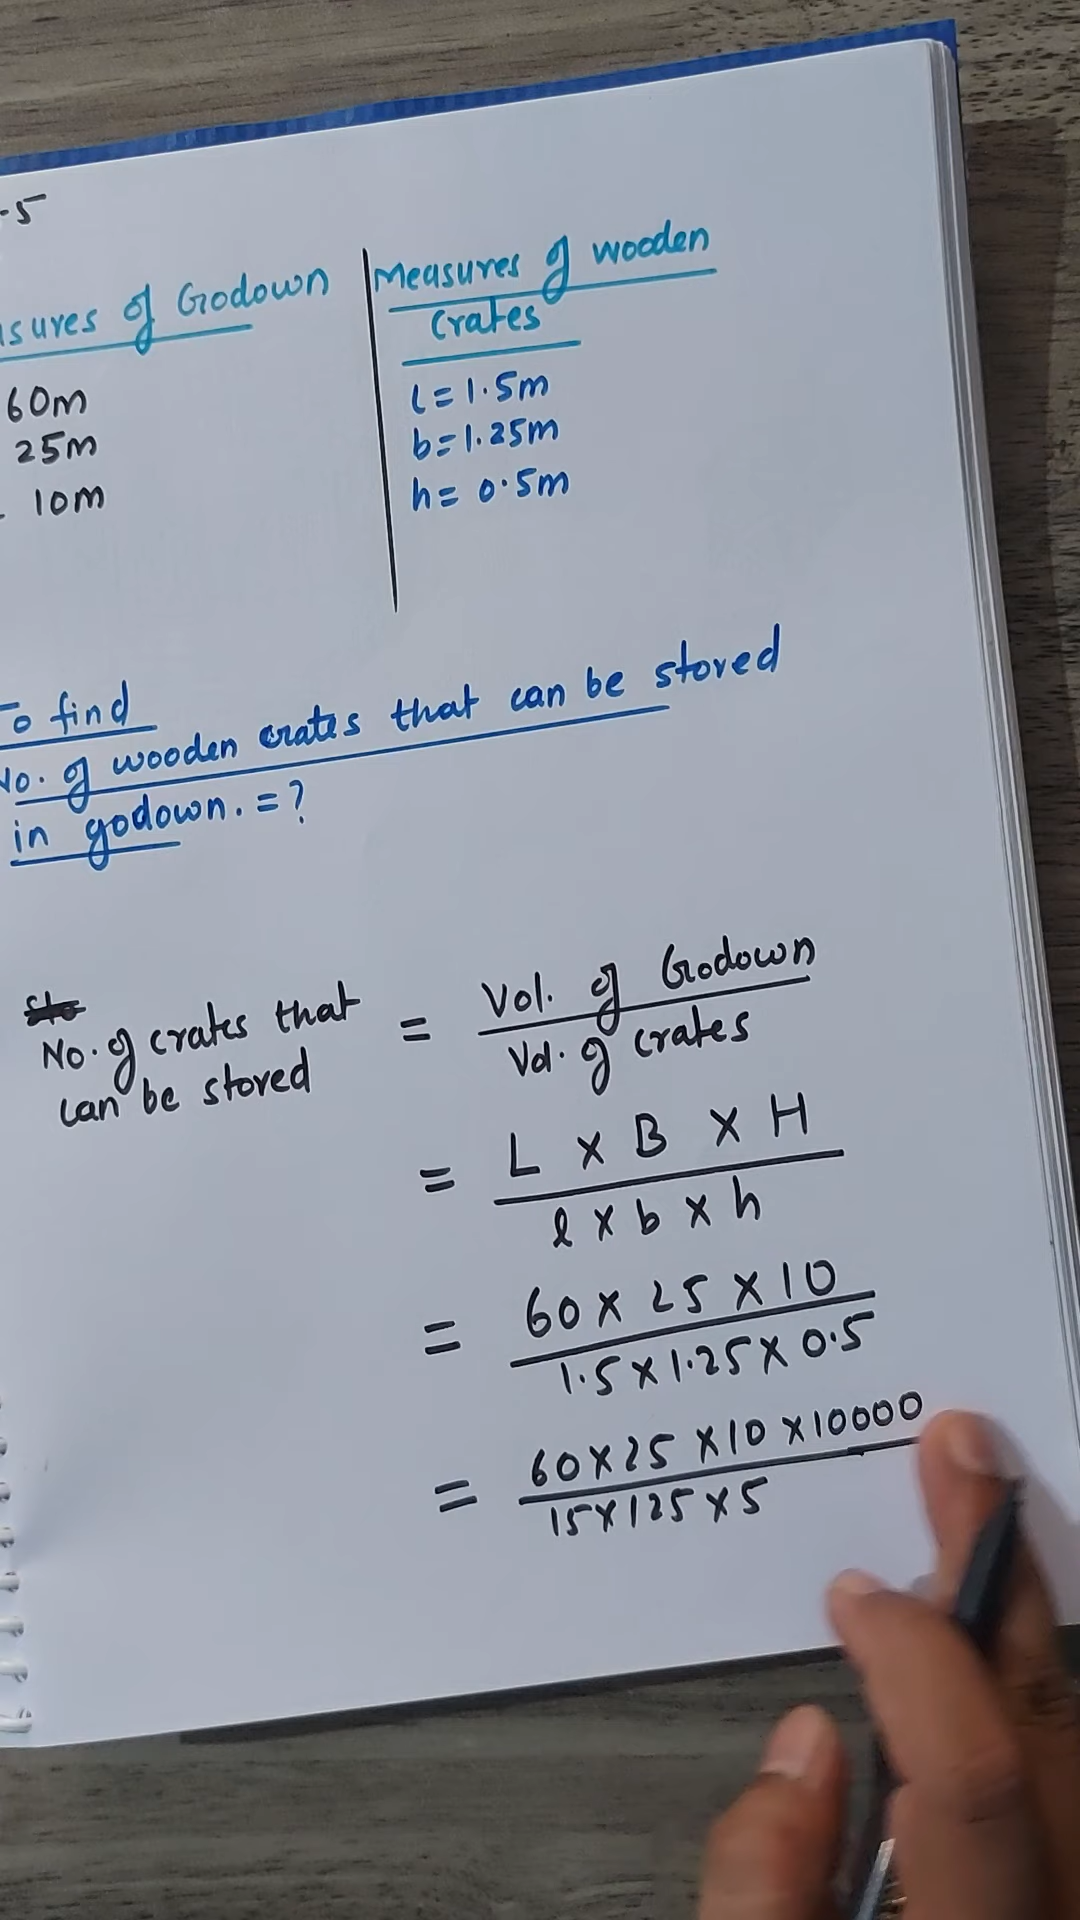 -5
sures of Godown
60m
25m
10m
Measures of wooden
Crates
l = 1.5m
b = 1.25m
h = 0.5m
To find
No. of wooden crates that can be stored
in godown. = ?
Sto
No. of crates that can be stored = Vol. of Godown / Vol. of crates
= L × B × H / l × b × h
= 60 × 25 × 10 / 1.5 × 1.25 × 0.5
= 60 × 25 × 10 × 10000 / 15 × 125 × 5